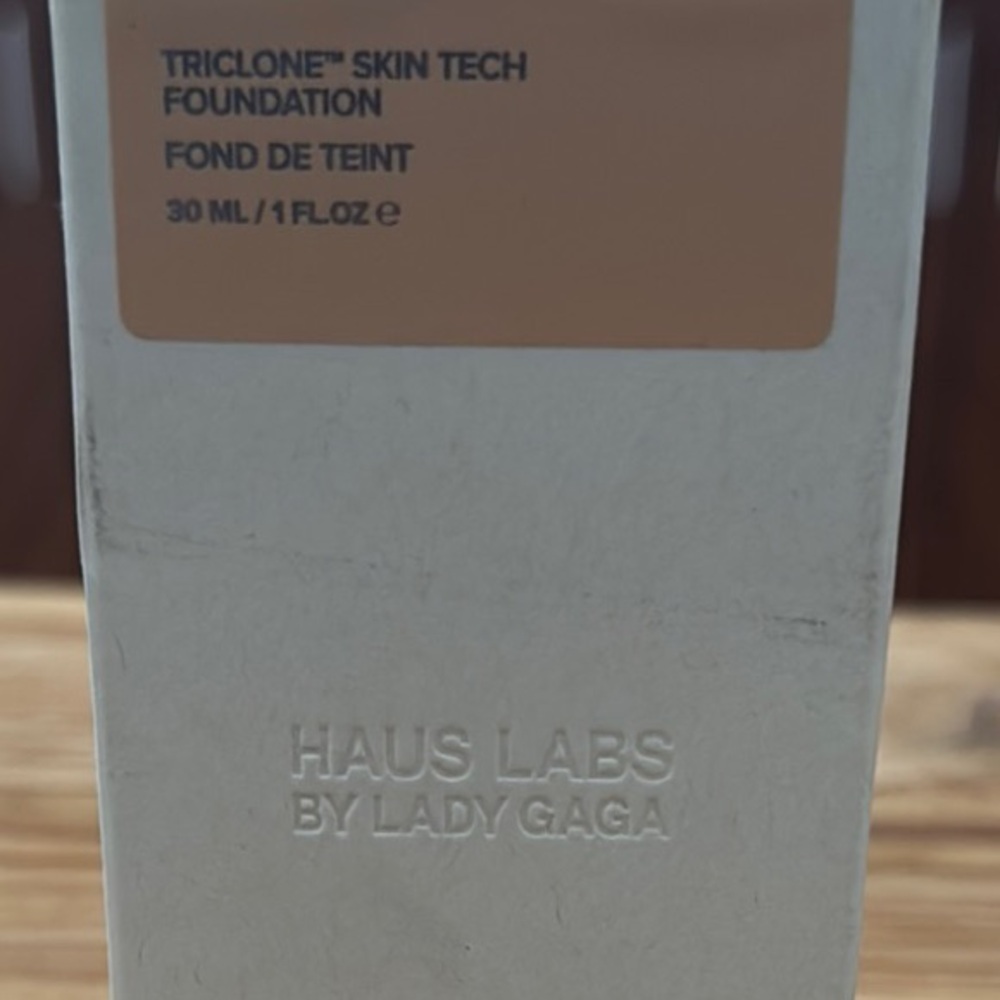 TRICLONE™ SKIN TECH
FOUNDATION
FOND DE TEINT
30 ML / 1 FL.OZ ℮
HAUS LABS
BY LADY GAGA